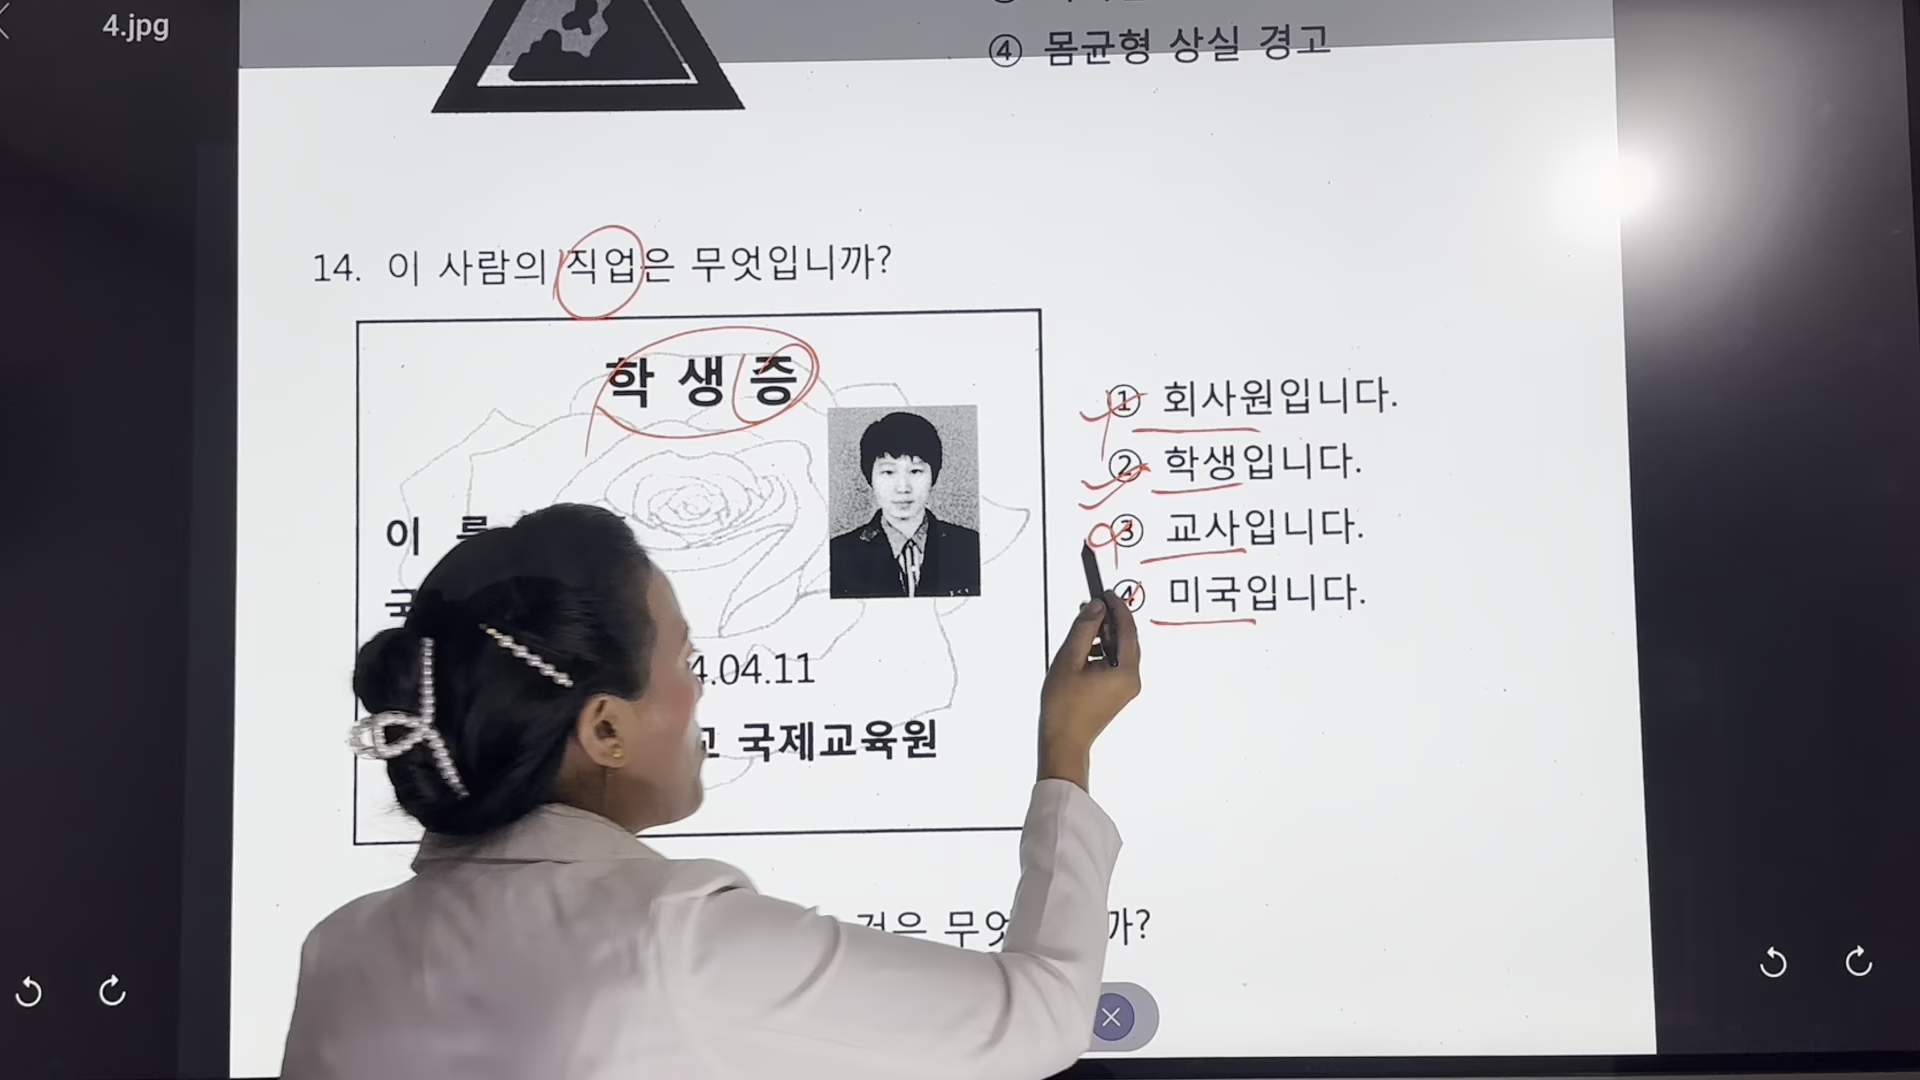 4.jpg
④ 몸균형 상실 경고
14. 이 사람의 직업은 무엇입니까?
학 생 증
이 름
4.04.11
국제교육원
① 회사원입니다.
② 학생입니다.
③ 교사입니다.
④ 미국입니다.
것은